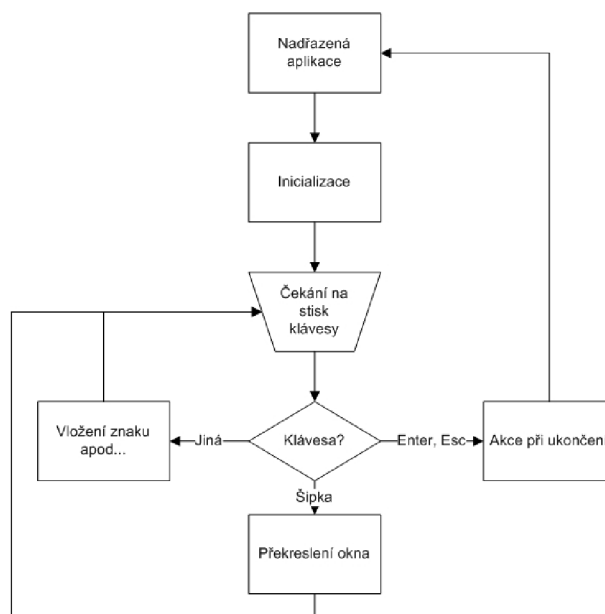 Nadřazená
aplikace
Inicializace
Čekání na
stisk
klávesy
Vložení znaku
apod...
Jiná
Klávesa?
Enter, Esc
Akce při ukončení
Šipka
Překreslení okna